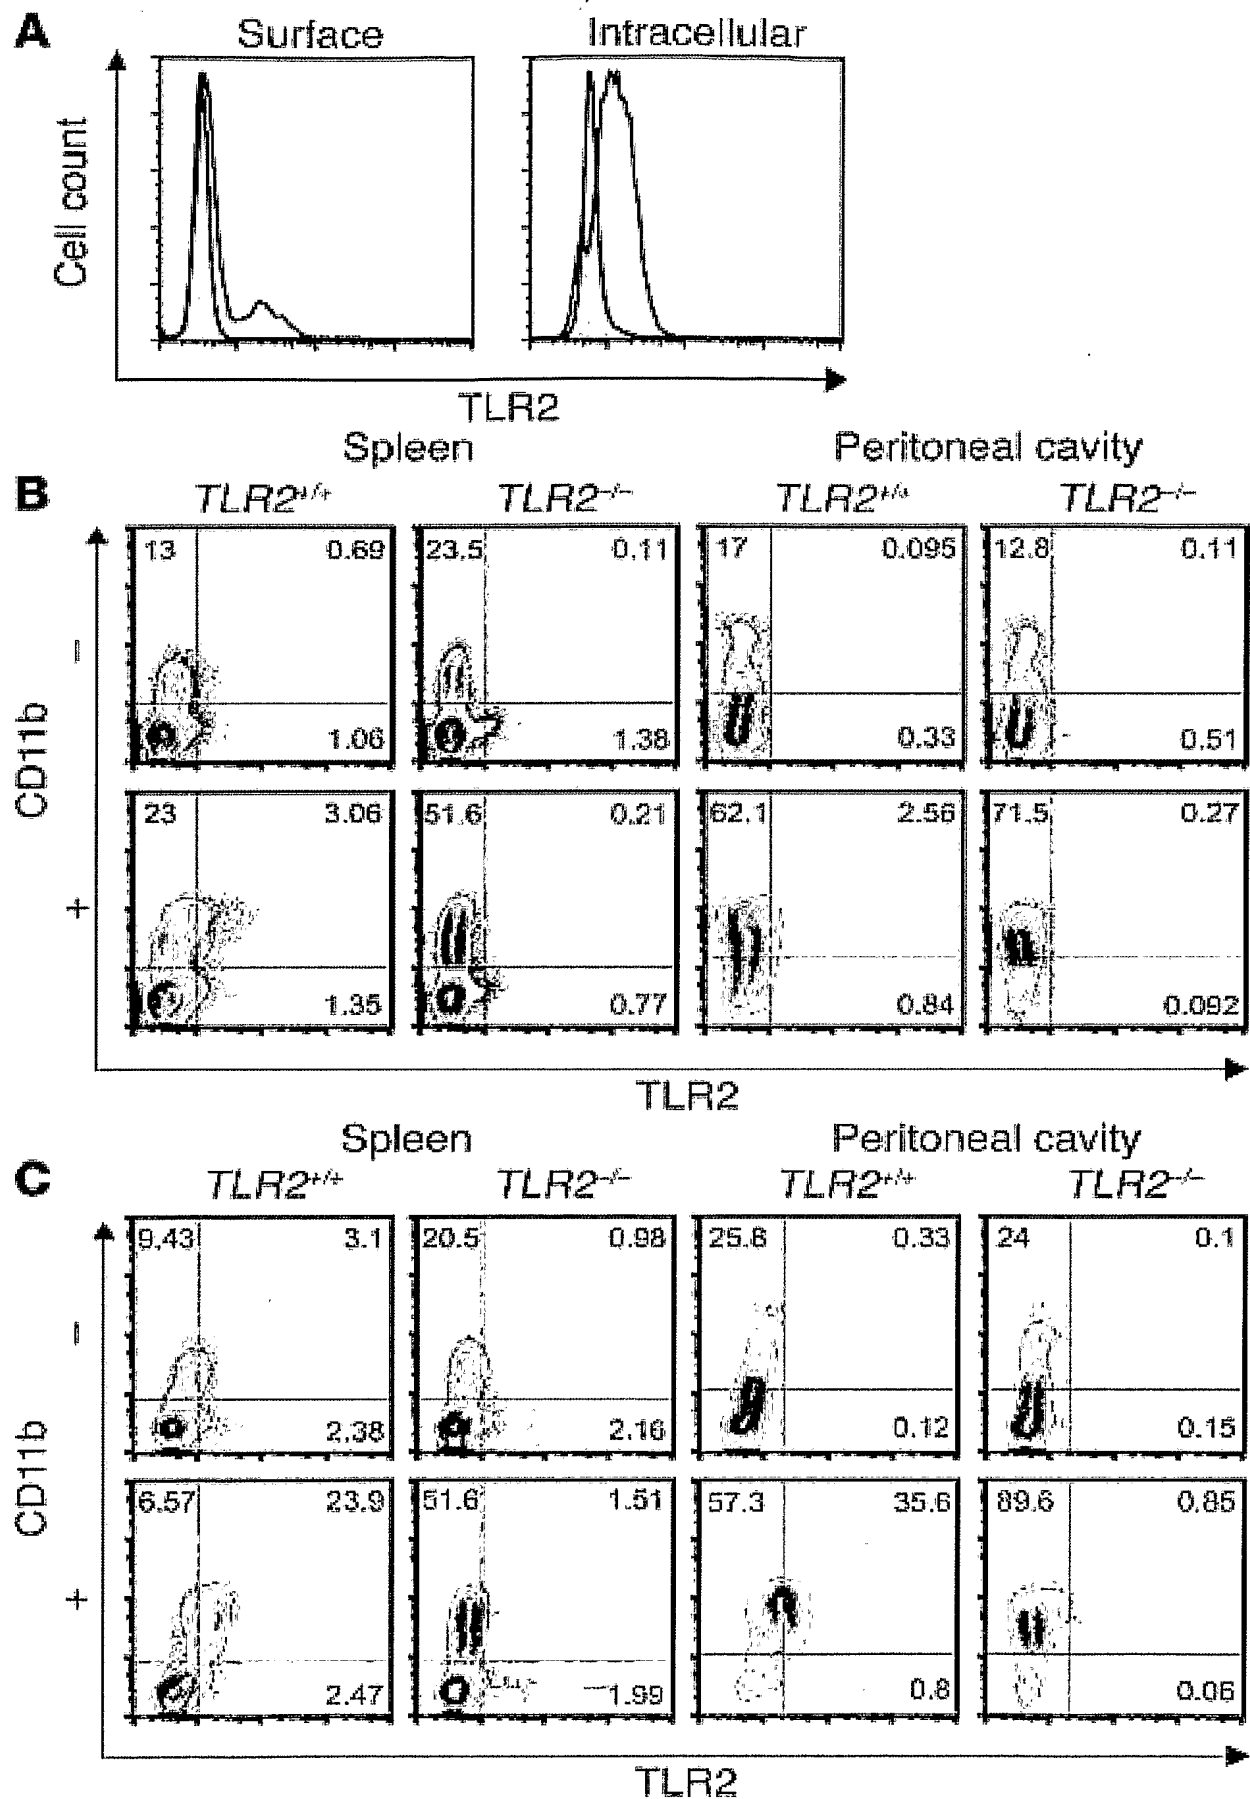 A
Surface
Intracellular
Cell count
TLR2
Spleen
Peritoneal cavity
B
TLR2+/+
TLR2-/-
TLR2+/+
TLR2-/-
13
0.69
23.5
0.11
17
0.095
12.8
0.11
–
1.06
1.38
0.33
0.51
CD11b
23
3.06
51.6
0.21
62.1
2.56
71.5
0.27
+
1.35
0.77
0.84
0.092
TLR2
Spleen
Peritoneal cavity
C
TLR2+/+
TLR2-/-
TLR2+/+
TLR2-/-
9.43
3.1
20.5
0.98
25.6
0.33
24
0.1
–
2.38
2.16
0.12
0.15
CD11b
6.57
23.9
51.6
1.51
57.3
35.6
89.6
0.85
+
2.47
1.99
0.8
0.06
TLR2